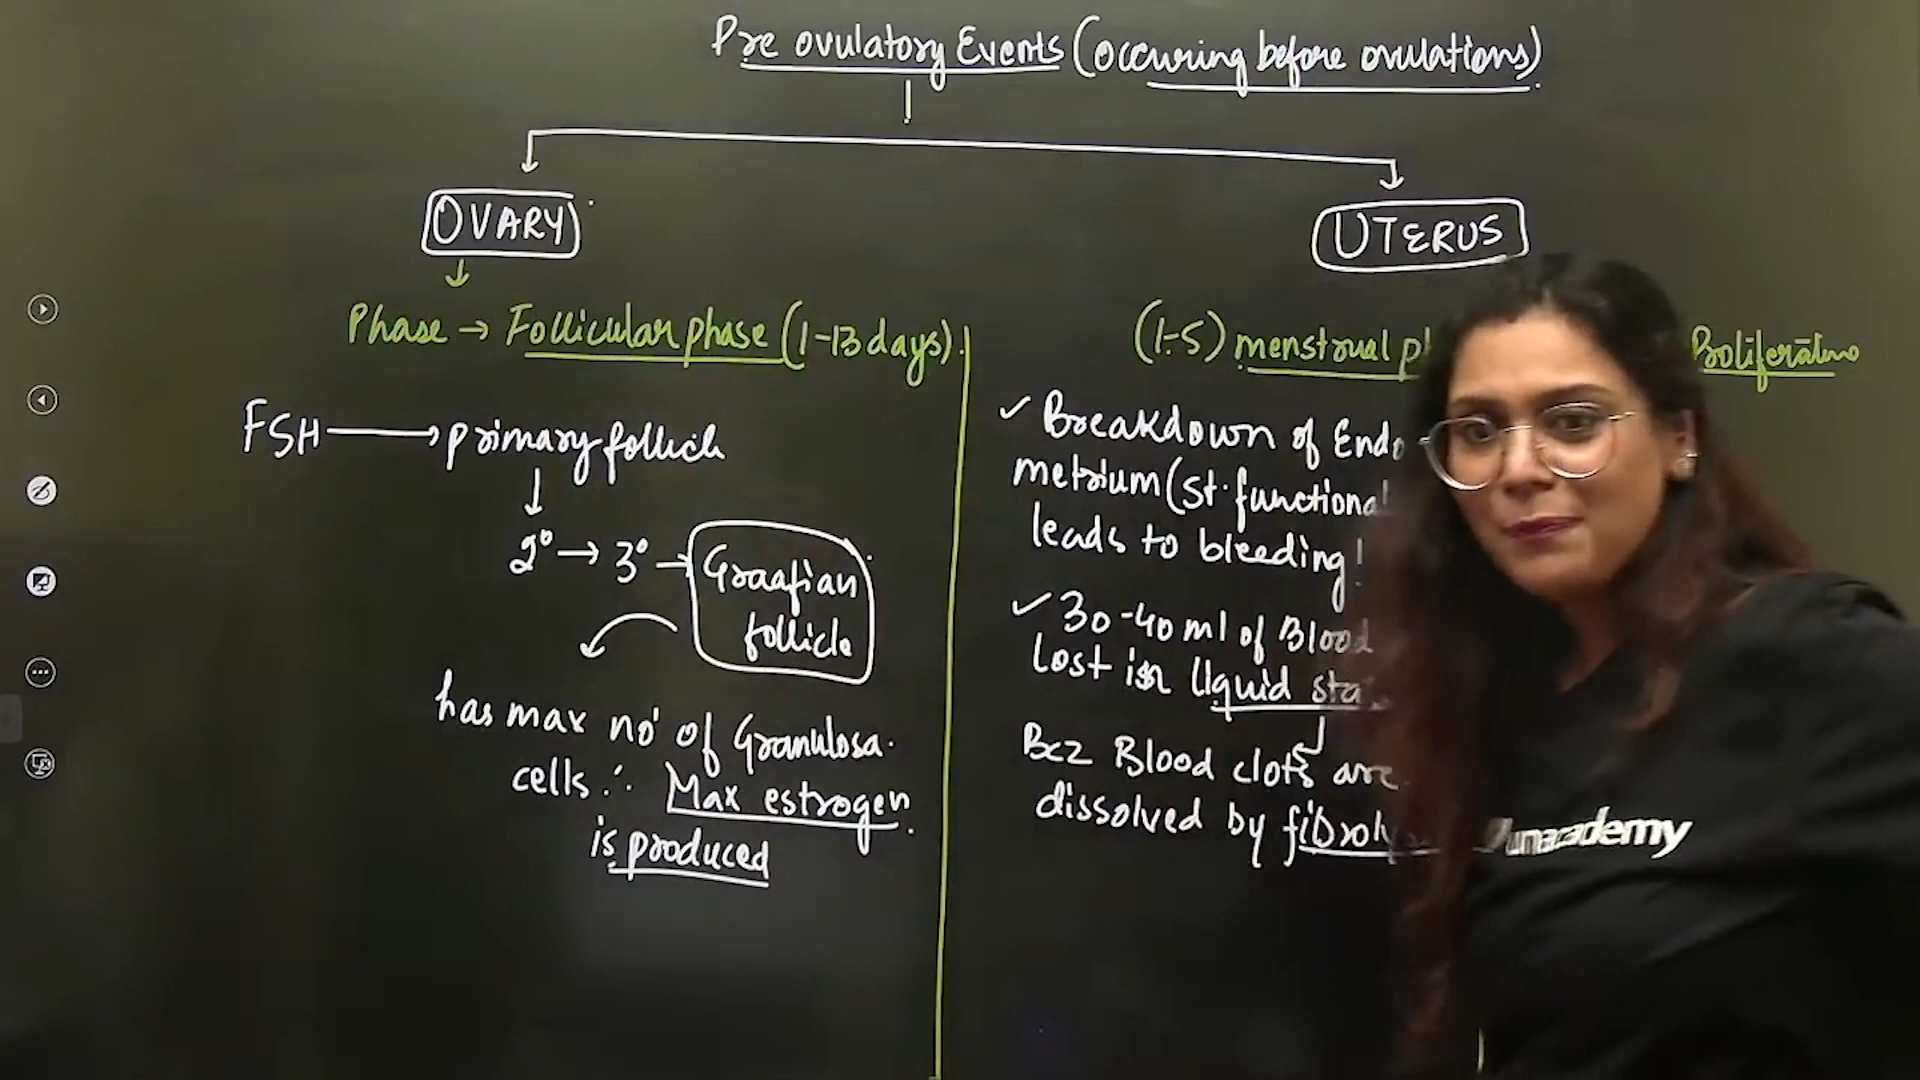 Pre ovulatory Events (occuring before ovulations)
OVARY
UTERUS
Phase → Follicular phase (1-13 days).
(1-5) menstrual
Proliferative
FSH → primary follicle
2° → 3° → Graafian
follicle
has max no of Granulosa.
cells ∴ Max estrogen
is produced
✓ Breakdown of Endo
metrium (st. functional
leads to bleeding!
✓ 30-40 ml of Blood
lost in liquid
Bcz Blood clots are
dissolved by
unacademy